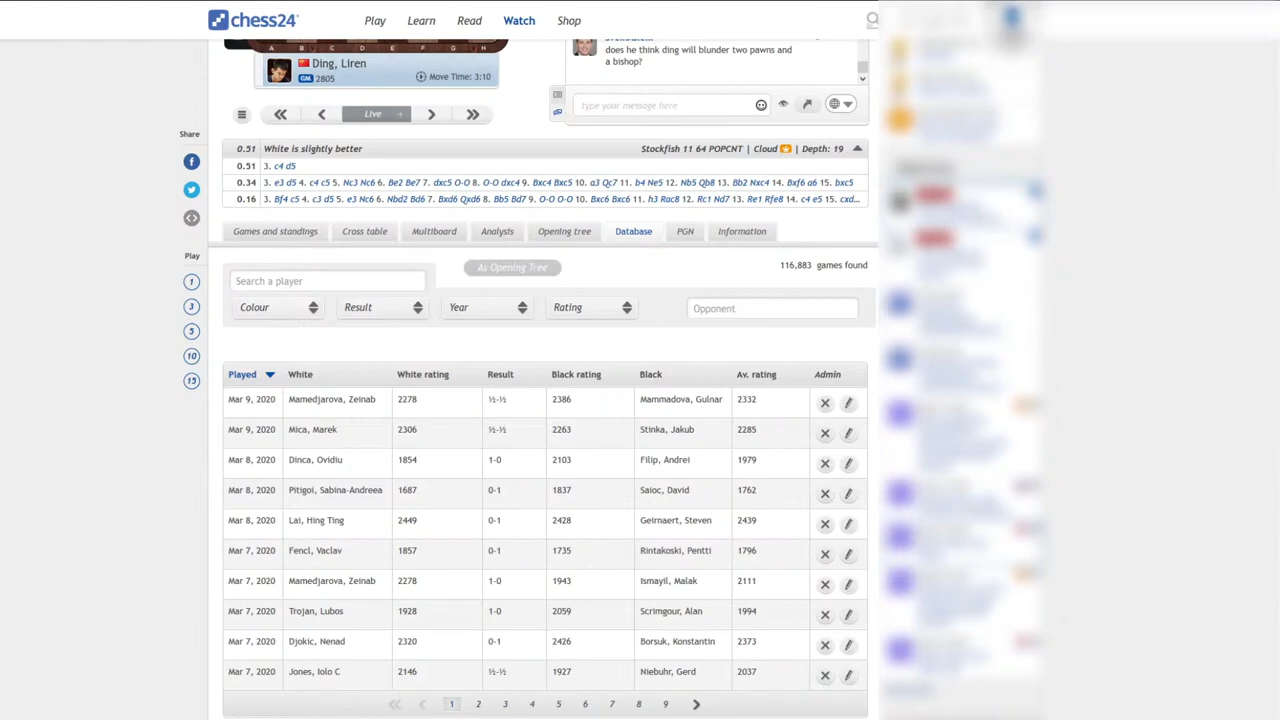 chess24
Play Learn Read Watch Shop
A B C D E F G H
Ding, Liren
GM 2805 Move Time: 3:10
does he think ding will blunder two pawns and
a bishop?
type your message here
Live
Share
0.51 White is slightly better Stockfish 11 64 POPCNT | Cloud | Depth: 19
0.51 3. c4 d5
0.34 3. e3 d5 4. c4 c5 5. Nc3 Nc6 6. Be2 Be7 7. dxc5 O-O 8. O-O dxc4 9. Bxc4 Bxc5 10. a3 Qc7 11. b4 Ne5 12. Nb5 Qb8 13. Bb2 Nxc4 14. Bxf6 a6 15. bxc5
0.16 3. Bf4 c5 4. c3 d5 5. e3 Nc6 6. Nbd2 Bd6 7. Bxd6 Qxd6 8. Bb5 Bd7 9. O-O O-O 10. Bxc6 Bxc6 11. h3 Rac8 12. Rc1 Nd7 13. Re1 Rfe8 14. c4 e5 15. cxd...
Games and standings Cross table Multiboard Analysis Opening tree Database PGN Information
Play
1
3
5
10
15
Search a player As Opening Tree 116,883 games found
Colour Result Year Rating Opponent
Played White White rating Result Black rating Black Av. rating Admin
Mar 9, 2020 Mamedjarova, Zeinab 2278 ½-½ 2386 Mammadova, Gulnar 2332
Mar 9, 2020 Mica, Marek 2306 ½-½ 2263 Stinka, Jakub 2285
Mar 8, 2020 Dinca, Ovidiu 1854 1-0 2103 Filip, Andrei 1979
Mar 8, 2020 Pitigoi, Sabina-Andreea 1687 0-1 1837 Saioc, David 1762
Mar 8, 2020 Lai, Hing Ting 2449 0-1 2428 Geirnaert, Steven 2439
Mar 7, 2020 Fencl, Vaclav 1857 0-1 1735 Rintakoski, Pentti 1796
Mar 7, 2020 Mamedjarova, Zeinab 2278 1-0 1943 Ismayil, Malak 2111
Mar 7, 2020 Trojan, Lubos 1928 1-0 2059 Scrimgour, Alan 1994
Mar 7, 2020 Djokic, Nenad 2320 0-1 2426 Borsuk, Konstantin 2373
Mar 7, 2020 Jones, Iolo C 2146 ½-½ 1927 Niebuhr, Gerd 2037
1 2 3 4 5 6 7 8 9